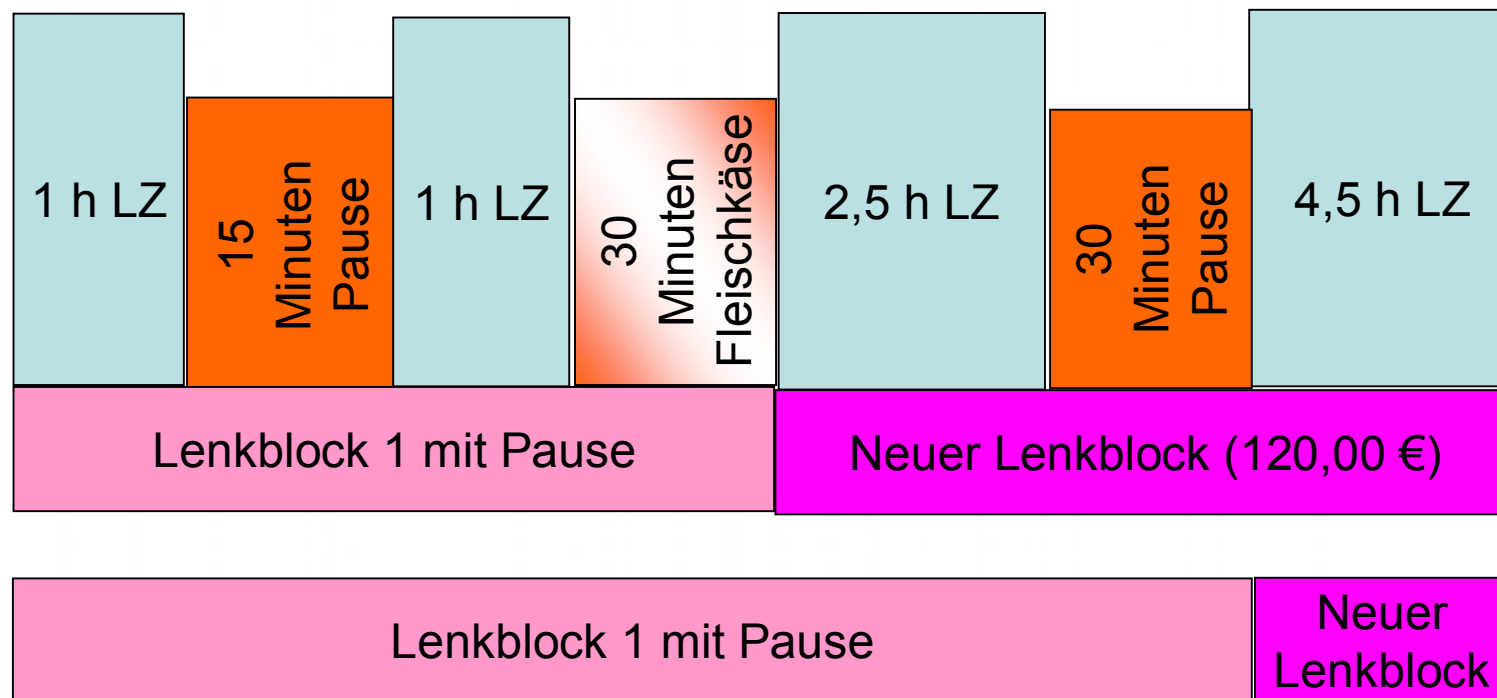 1 h LZ
15
Minuten
Pause
1 h LZ
30
Minuten
Fleischkäse
2,5 h LZ
30
Minuten
Pause
4,5 h LZ
Lenkblock 1 mit Pause
Neuer Lenkblock (120,00 €)
Lenkblock 1 mit Pause
Neuer
Lenkblock